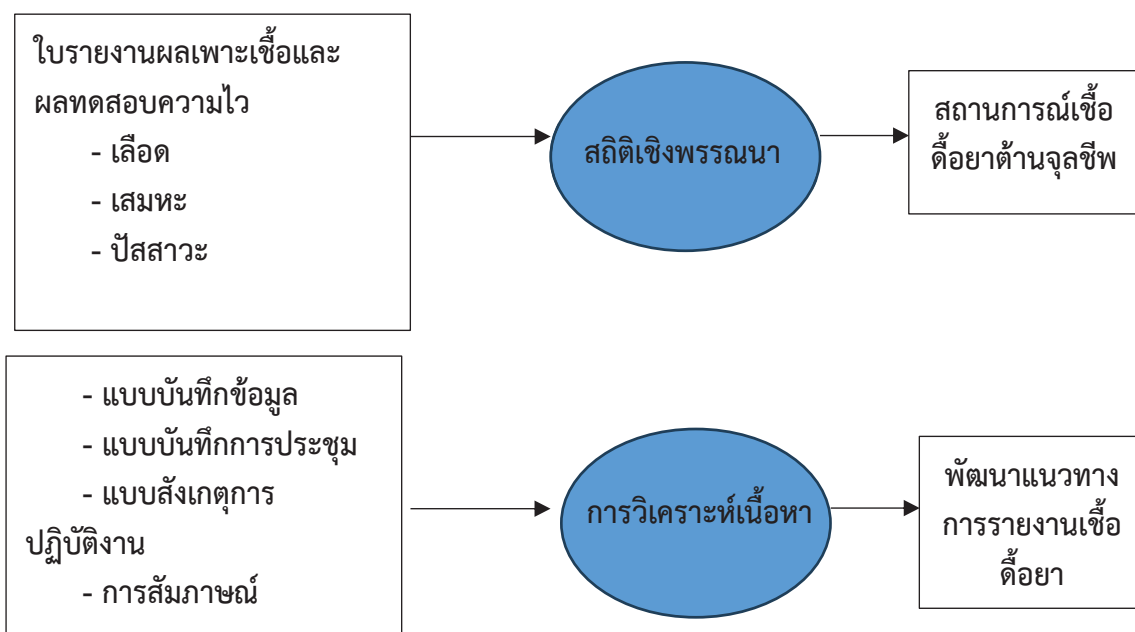 ใบรายงานผลเพาะเชื้อและ
ผลทดสอบความไว
- เลือด
- เสมหะ
- ปัสสาวะ
สถิติเชิงพรรณนา
สถานการณ์เชื้อ
ดื้อยาต้านจุลชีพ
- แบบบันทึกข้อมูล
- แบบบันทึกการประชุม
- แบบสังเกตุการ
ปฏิบัติงาน
- การสัมภาษณ์
การวิเคราะห์เนื้อหา
พัฒนาแนวทาง
การรายงานเชื้อ
ดื้อยา